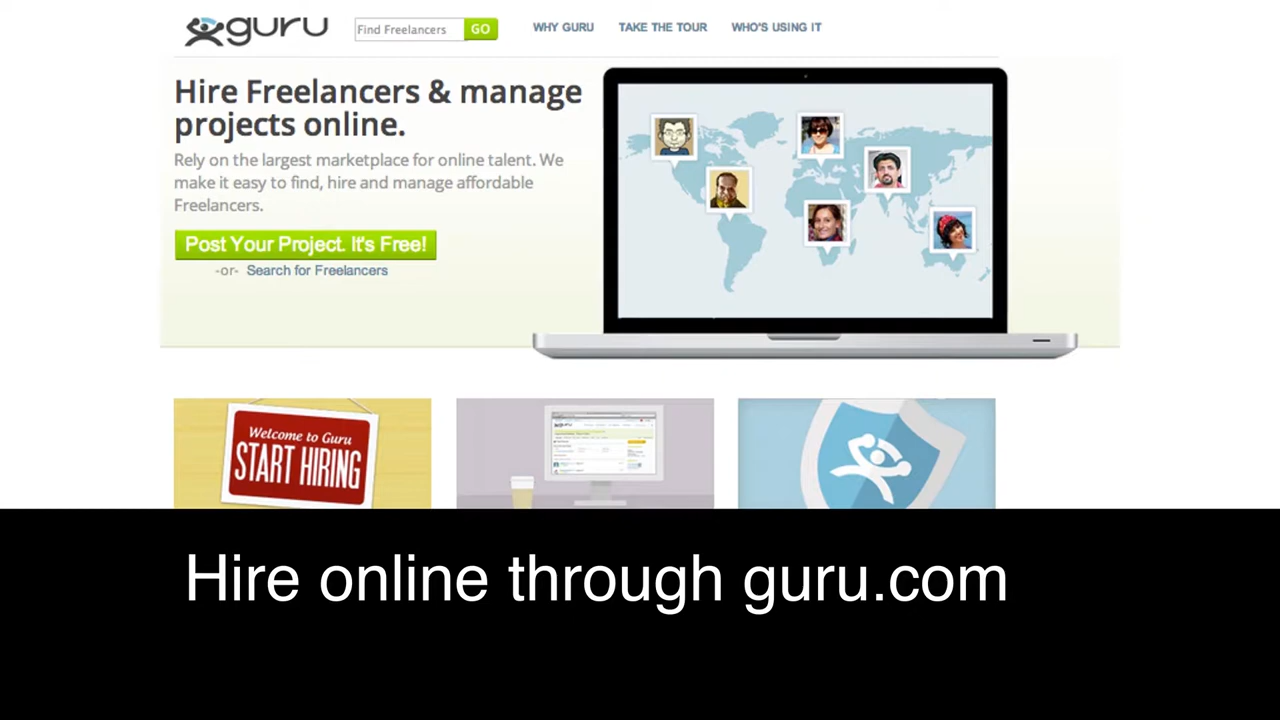 guru
Find Freelancers
GO
WHY GURU
TAKE THE TOUR
WHO'S USING IT
Hire Freelancers & manage
projects online.
Rely on the largest marketplace for online talent. We
make it easy to find, hire and manage affordable
Freelancers.
Post Your Project. It's Free!
-or- Search for Freelancers
Welcome to Guru
START HIRING
Hire online through guru.com